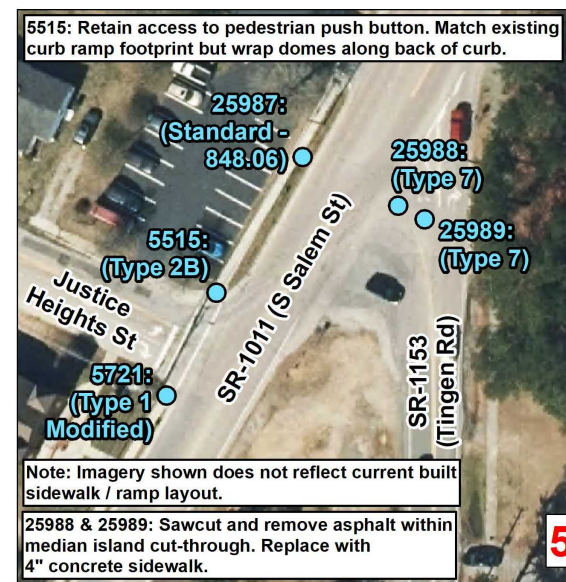 5515: Retain access to pedestrian push button. Match existing
curb ramp footprint but wrap domes along back of curb.
25987:
(Standard -
848.06)
25988:
(Type 7)
25989:
(Type 7)
5515:
(Type 2B)
Justice
Heights St
SR-1011 (S Salem St)
5721:
(Type 1
Modified)
SR-1153
(Tingen Rd)
Note: Imagery shown does not reflect current built
sidewalk / ramp layout.
25988 & 25989: Sawcut and remove asphalt within
median island cut-through. Replace with
4" concrete sidewalk.
5